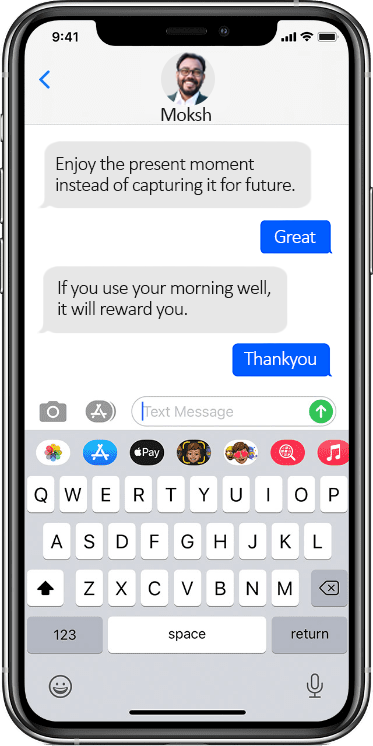 9:41
Moksh
Enjoy the present moment
instead of capturing it for future.
Great
If you use your morning well,
it will reward you.
Thankyou
Text Message
Pay
Q W E R T Y U I O P
A S D F G H J K L
Z X C V B N M
123 space return